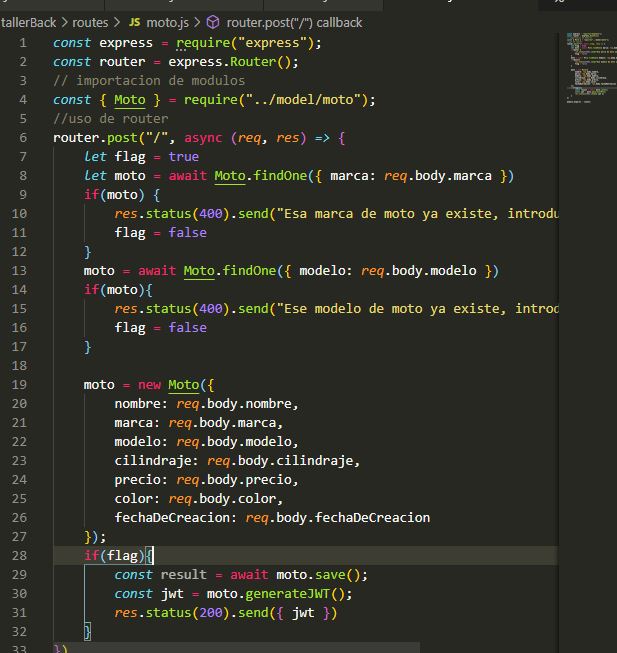 tallerBack > routes > JS moto.js > router.post("/") callback
1 const express = require("express");
2 const router = express.Router();
3 // importacion de modulos
4 const { Moto } = require("../model/moto");
5 //uso de router
6 router.post("/", async (req, res) => {
7 let flag = true
8 let moto = await Moto.findOne({ marca: req.body.marca })
9 if(moto) {
10 res.status(400).send("Esa marca de moto ya existe, introdu
11 flag = false
12 }
13 moto = await Moto.findOne({ modelo: req.body.modelo })
14 if(moto){
15 res.status(400).send("Ese modelo de moto ya existe, introd
16 flag = false
17 }
18
19 moto = new Moto({
20 nombre: req.body.nombre,
21 marca: req.body.marca,
22 modelo: req.body.modelo,
23 cilindraje: req.body.cilindraje,
24 precio: req.body.precio,
25 color: req.body.color,
26 fechaDeCreacion: req.body.fechaDeCreacion
27 });
28 if(flag){
29 const result = await moto.save();
30 const jwt = moto.generateJWT();
31 res.status(200).send({ jwt })
32 }
33 })